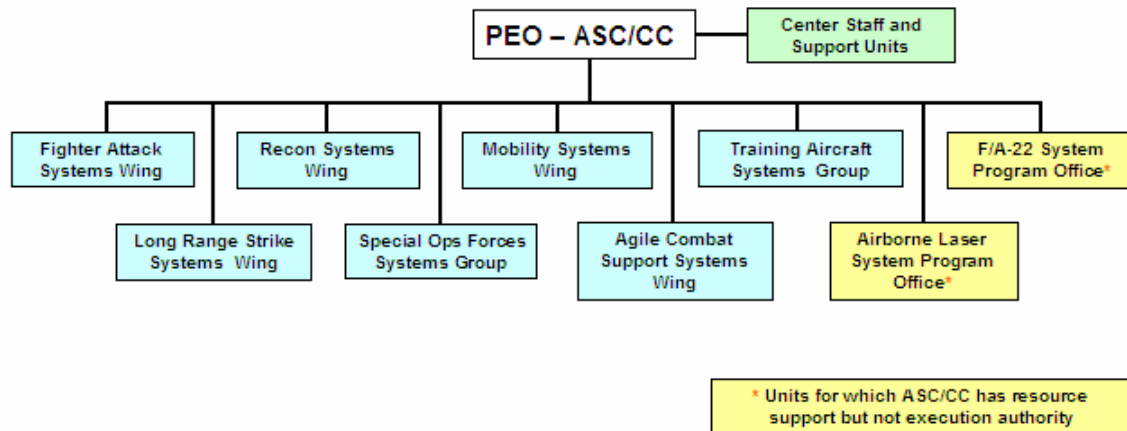 PEO – ASC/CC
Center Staff and
Support Units
Fighter Attack
Systems Wing
Recon Systems
Wing
Mobility Systems
Wing
Training Aircraft
Systems Group
F/A-22 System
Program Office*
Long Range Strike
Systems Wing
Special Ops Forces
Systems Group
Agile Combat
Support Systems
Wing
Airborne Laser
System Program
Office*
* Units for which ASC/CC has resource
support but not execution authority